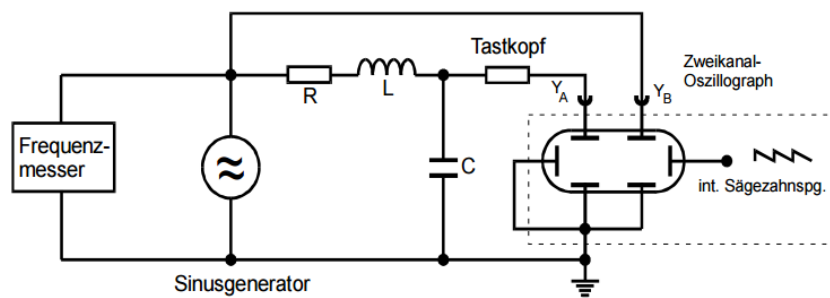 Tastkopf
Zweikanal-
Oszillograph
R
L
Y_A
Y_B
Frequenz-
messer
C
int. Sägezahnspg.
Sinusgenerator